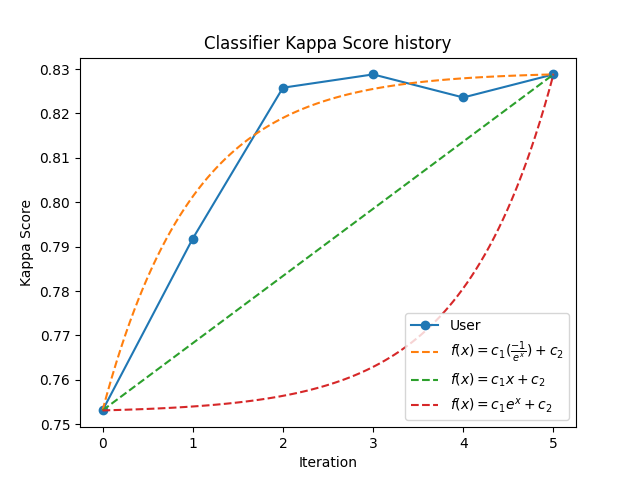 Classifier Kappa Score history
0.83
0.82
0.81
0.80
0.79
0.78
0.77
0.76
0.75
Kappa Score
User
f(x) = c₁(−1/eˣ) + c₂
f(x) = c₁x + c₂
f(x) = c₁eˣ + c₂
0 1 2 3 4 5
Iteration